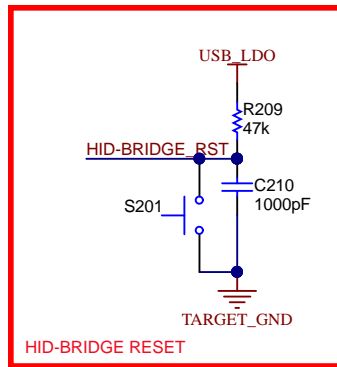 USB_LDO
R209
47k
HID-BRIDGE_RST
C210
1000pF
S201
TARGET_GND
HID-BRIDGE RESET